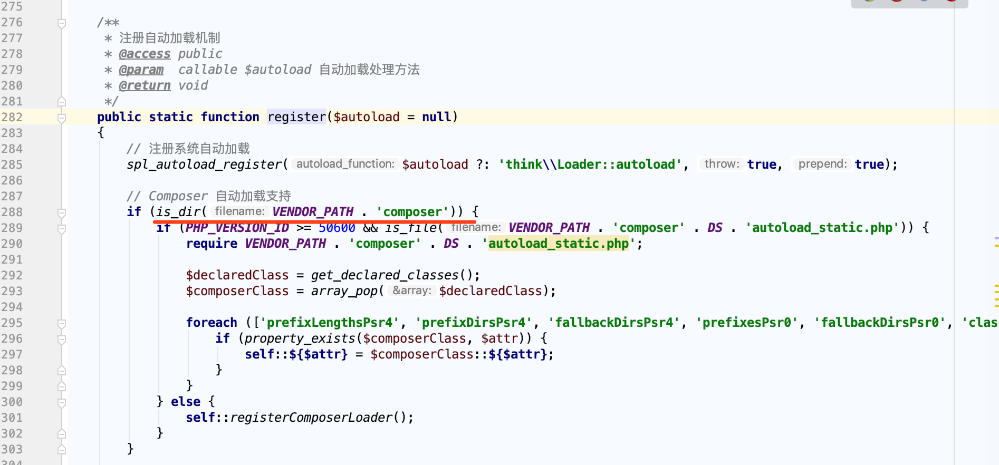 275
276 /**
277 * 注册自动加载机制
278 * @access public
279 * @param callable $autoload 自动加载处理方法
280 * @return void
281 */
282 public static function register($autoload = null)
283 {
284 // 注册系统自动加载
285 spl_autoload_register( autoload_function: $autoload ?: 'think\\Loader::autoload', throw: true, prepend: true);
286
287 // Composer 自动加载支持
288 if (is_dir( filename: VENDOR_PATH . 'composer')) {
289 if (PHP_VERSION_ID >= 50600 && is_file( filename: VENDOR_PATH . 'composer' . DS . 'autoload_static.php')) {
290 require VENDOR_PATH . 'composer' . DS . 'autoload_static.php';
291
292 $declaredClass = get_declared_classes();
293 $composerClass = array_pop( &array: $declaredClass);
294
295 foreach (['prefixLengthsPsr4', 'prefixDirsPsr4', 'fallbackDirsPsr4', 'prefixesPsr0', 'fallbackDirsPsr0', 'clas
296 if (property_exists($composerClass, $attr)) {
297 self::${$attr} = $composerClass::${$attr};
298 }
299 }
300 } else {
301 self::registerComposerLoader();
302 }
303 }
304